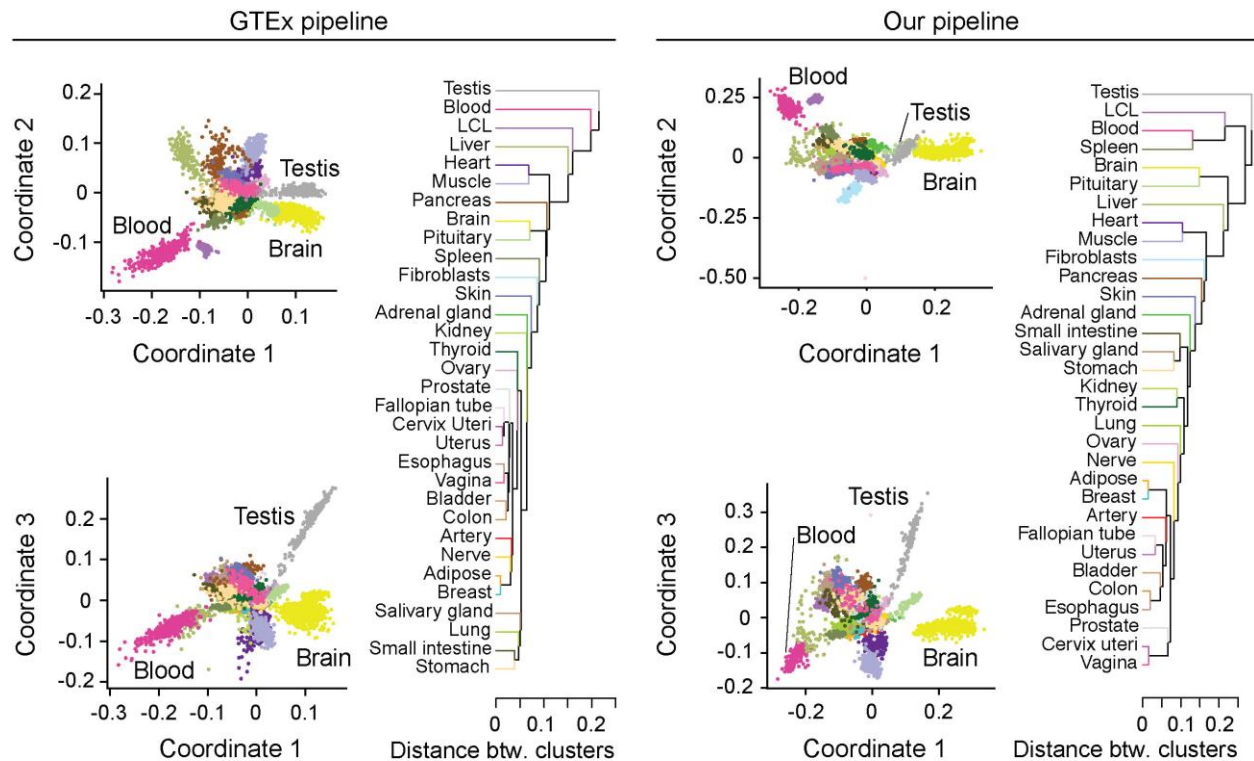 GTEx pipeline
Our pipeline
Coordinate 2
0.2
0.1
0
-0.1
Testis
Blood
Brain
-0.3 -0.2 -0.1 0 0.1
Coordinate 1
Coordinate 3
0.2
0.1
0
-0.1
-0.2
Testis
Blood
Brain
-0.3 -0.2 -0.1 0 0.1
Coordinate 1
Testis
Blood
LCL
Liver
Heart
Muscle
Pancreas
Brain
Pituitary
Spleen
Fibroblasts
Skin
Adrenal gland
Kidney
Thyroid
Ovary
Prostate
Fallopian tube
Cervix Uteri
Uterus
Esophagus
Vagina
Bladder
Colon
Artery
Nerve
Adipose
Breast
Salivary gland
Lung
Small intestine
Stomach
0 0.1 0.2
Distance btw. clusters
Coordinate 2
0.25
0
-0.25
-0.50
Blood
Testis
Brain
-0.2 0 0.2
Coordinate 1
Coordinate 3
0.3
0.2
0.1
0
-0.1
-0.2
Testis
Blood
Brain
-0.2 0 0.2
Coordinate 1
Testis
LCL
Blood
Spleen
Brain
Pituitary
Liver
Heart
Muscle
Fibroblasts
Pancreas
Skin
Adrenal gland
Small intestine
Salivary gland
Stomach
Kidney
Thyroid
Lung
Ovary
Nerve
Adipose
Breast
Artery
Fallopian tube
Uterus
Bladder
Colon
Esophagus
Prostate
Cervix uteri
Vagina
0 0.1 0.2
Distance btw. clusters